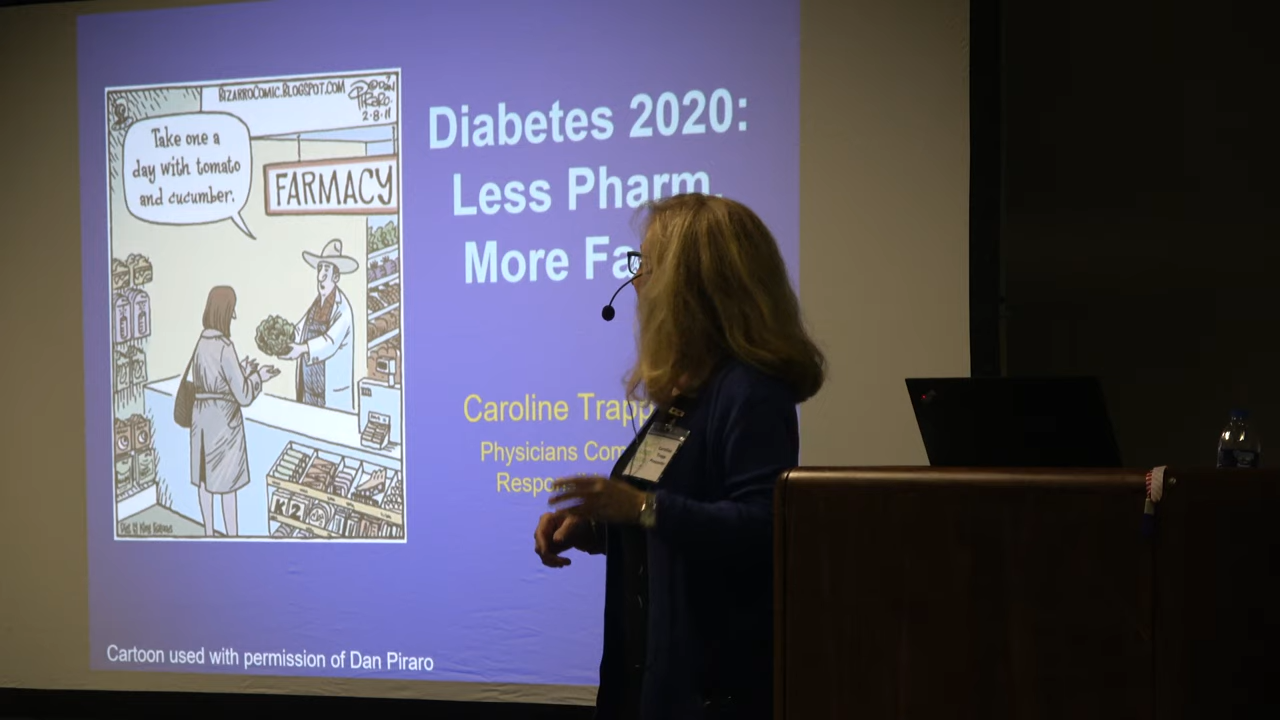 BIZARROCOMIC.BLOGSPOT.COM
PIRARO.
2-8-11
Take one a
day with tomato
and cucumber.
FARMACY
Diabetes 2020:
Less Pharm,
More Fa
Caroline Trapp
Physicians Com
Respo
Cartoon used with permission of Dan Piraro